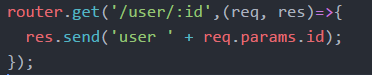 router.get('/user/:id',(req, res)=>{
  res.send('user ' + req.params.id);
});